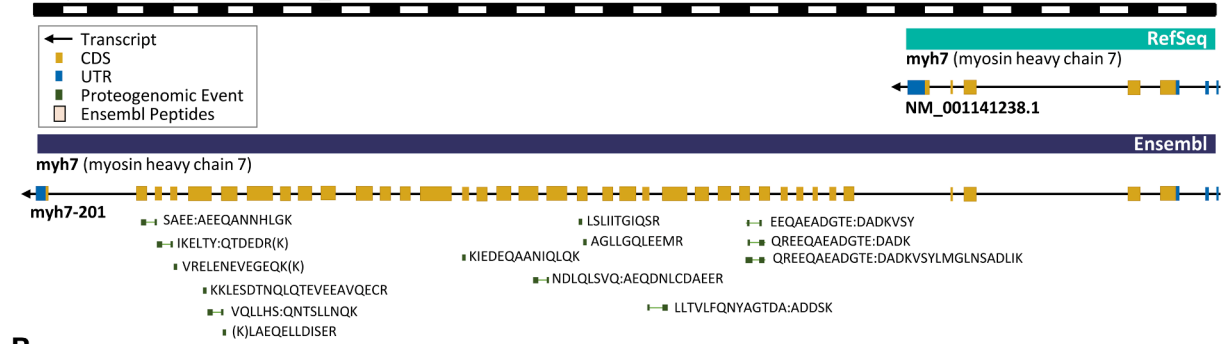 Transcript
CDS
UTR
Proteogenomic Event
Ensembl Peptides
RefSeq
myh7 (myosin heavy chain 7)
NM_001141238.1
Ensembl
myh7 (myosin heavy chain 7)
myh7-201
SAEE:AEEQANNHLGK
IKELTY:QTDEDR(K)
VRELENEVEGEQK(K)
KKLESDTNQLQTEVEEAVQECR
VQLLHS:QNTSLLNQK
(K)LAEQELLDISER
KIEDEQAANIQLQK
NDLQLSVQ:AEQDNLCDAEER
LSLIITGIQSR
AGLLGQLEEMR
LLTVLFQNYAGTDA:ADDSK
EEQAEADGTE:DADKVSY
QREEQAEADGTE:DADK
QREEQAEADGTE:DADKVSYLMGLNSADLIK